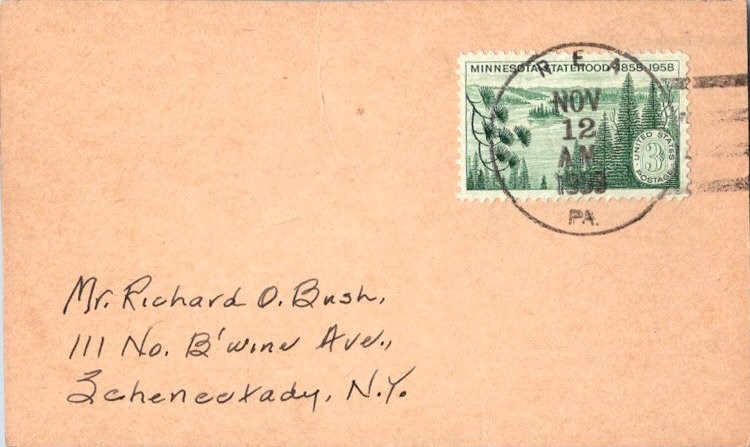 MINNESOTA STATEHOOD 1858-1958
REA
NOV
12
AM
PA.
UNITED STATES
3¢
POSTAGE
Mr. Richard O. Bush,
111 No. B'wine Ave.,
Schenectady, N.Y.